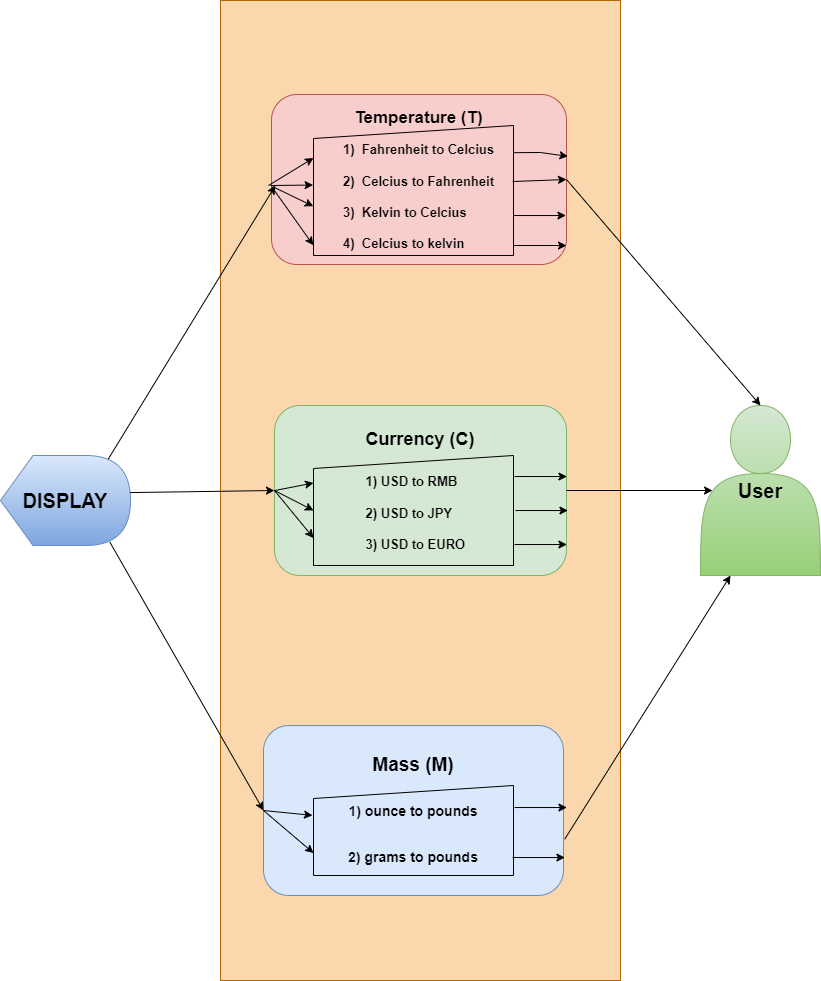 Temperature (T)
1) Fahrenheit to Celcius
2) Celcius to Fahrenheit
3) Kelvin to Celcius
4) Celcius to kelvin
Currency (C)
1) USD to RMB
2) USD to JPY
3) USD to EURO
DISPLAY
User
Mass (M)
1) ounce to pounds
2) grams to pounds